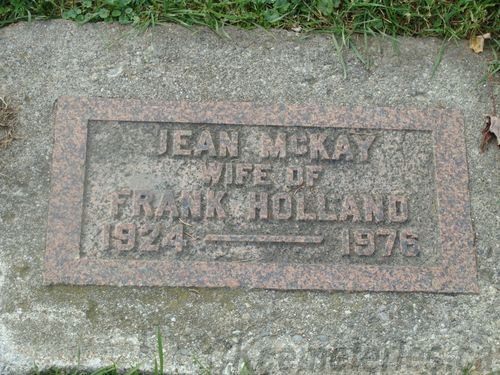 JEAN McKAY
WIFE OF
FRANK HOLLAND
1924 — 1976